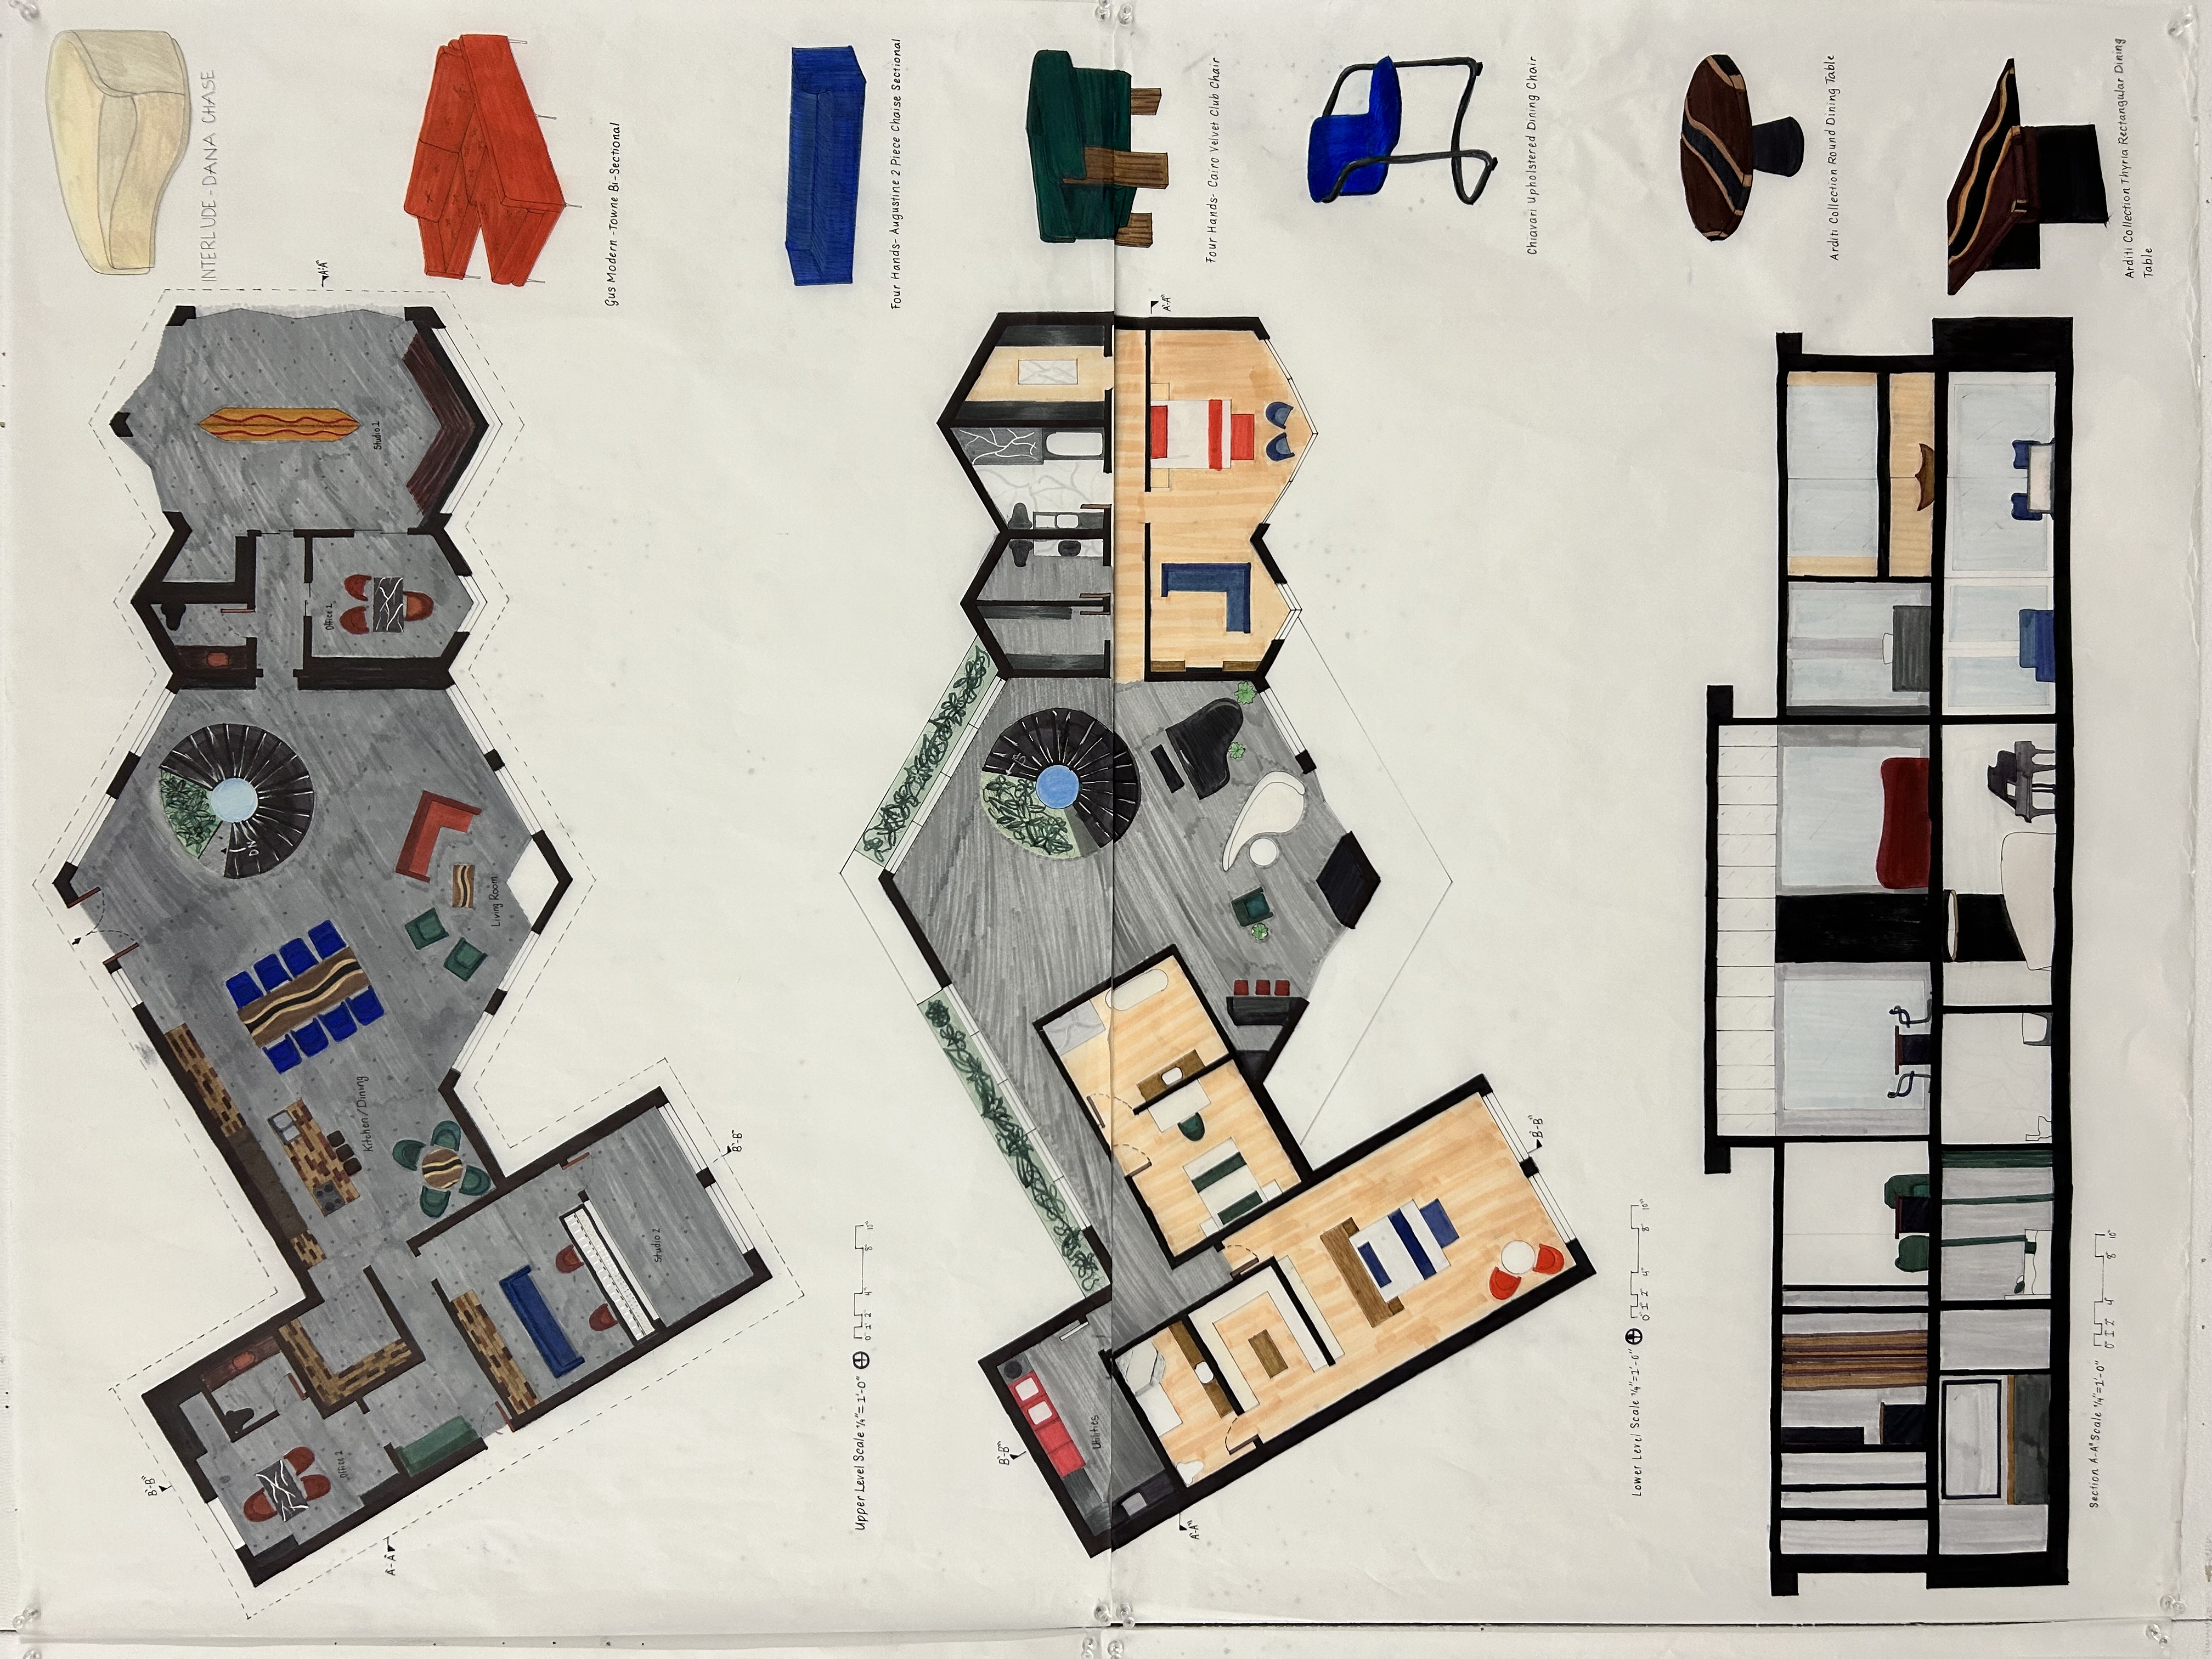 B'-B"
INTERLUDE-DANA CHASE
DN
A'-A"
Office 2
Office 1
Kitchen/Dining
Studio 1
A'-A"
Living Room
Gus Modern -Towne Bi-Sectional
Studio 2
B'-B"
Upper Level Scale 1/4"= 1'-0"
0' 1' 2' 4' 8' 10'
Four Hands- Augustine 2 Piece Chaise Sectional
B'-B"
UP
Utilities
A'-A"
A'-A"
Four Hands- Cairo Velvet Club Chair
B'-B"
Chiavari Upholstered Dining Chair
Lower Level Scale 1/4"=1'-0"
0' 1' 2' 4' 8' 10'
Arditi Collection Round Dining Table
Section A-A" Scale 1/4"=1'-0"
0' 1' 2' 4' 8' 10'
Arditi Collection Thyria Rectangular Dining
Table